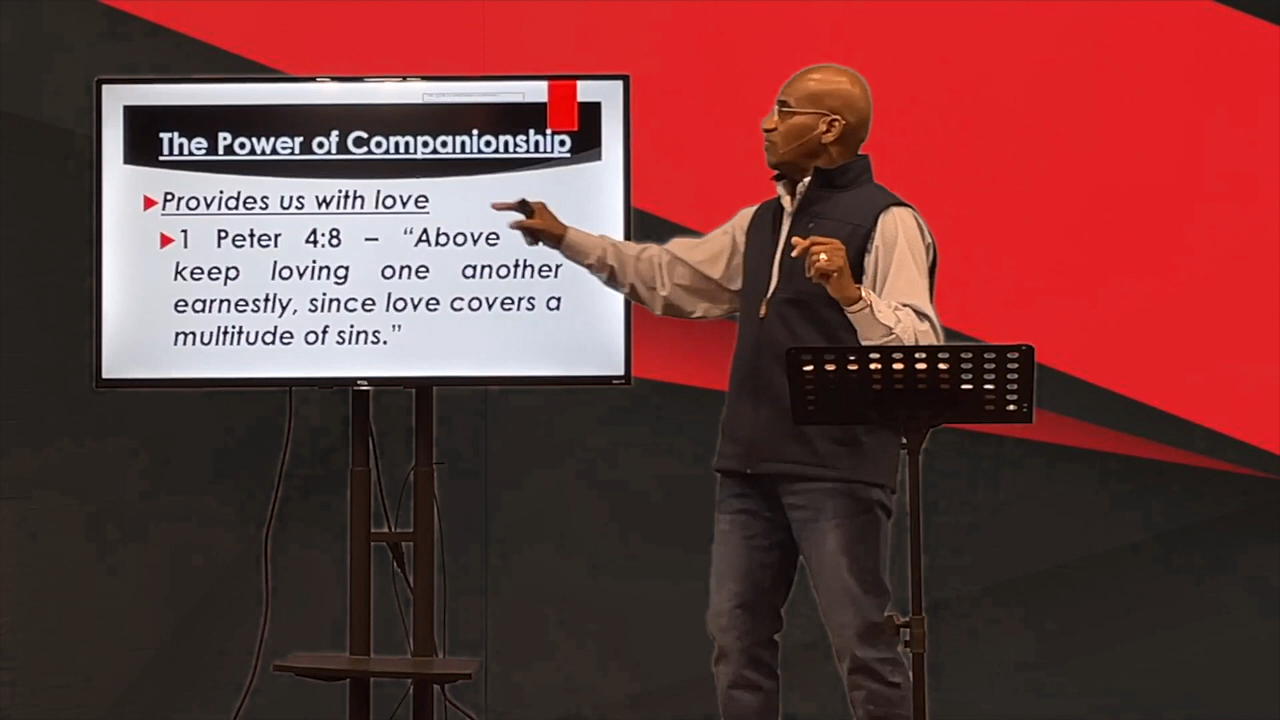 The Power of Companionship
Provides us with love
1 Peter 4:8 – “Above
keep loving one another
earnestly, since love covers a
multitude of sins.”
TCL